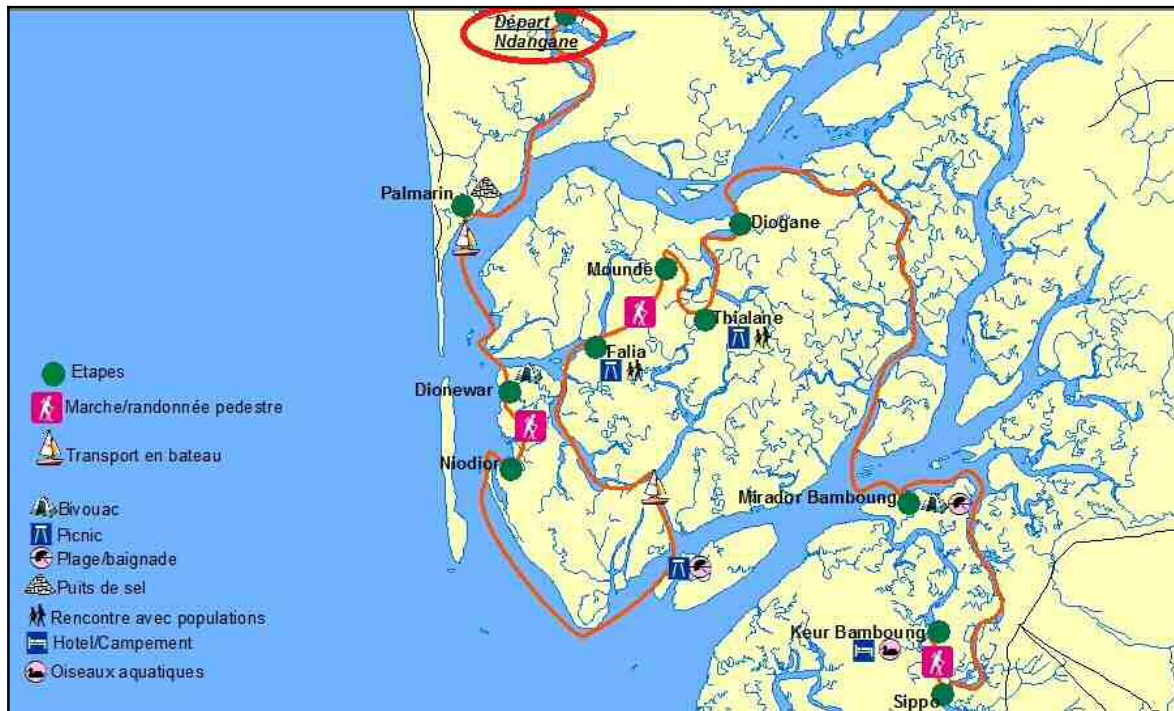 Départ
Ndangane
Palmarin
Diogane
Moundé
Thialane
Falia
Dionewar
Niodior
Mirador Bamboung
Keur Bamboung
Sippo
Etapes
Marche/randonnée pedestre
Transport en bateau
Bivouac
Picnic
Plage/baignade
Puits de sel
Rencontre avec populations
Hotel/Campement
Oiseaux aquatiques